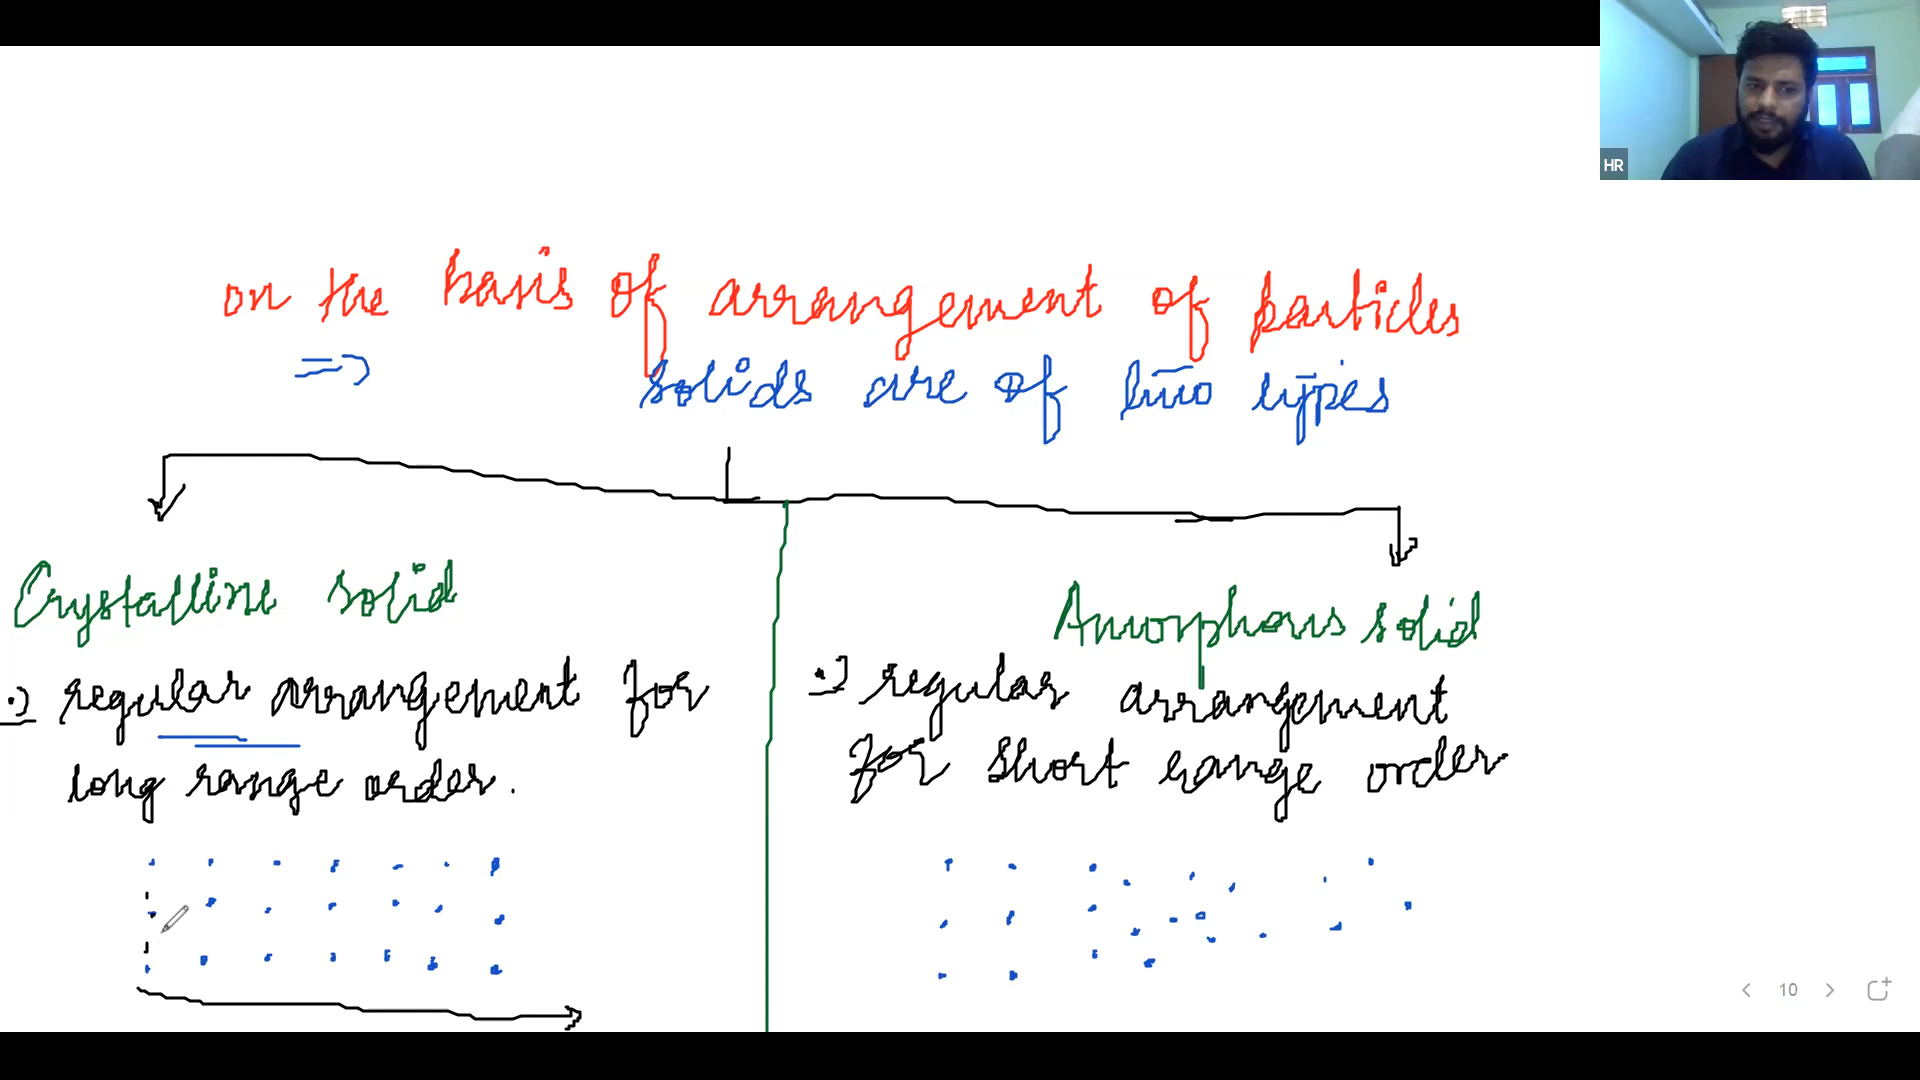 HR
on the basis of arrangement of particles
=> solids are of two types
Crystalline solid
Amorphous solid
.) regular arrangement for
long range order.
.) regular arrangement
for short range order
10